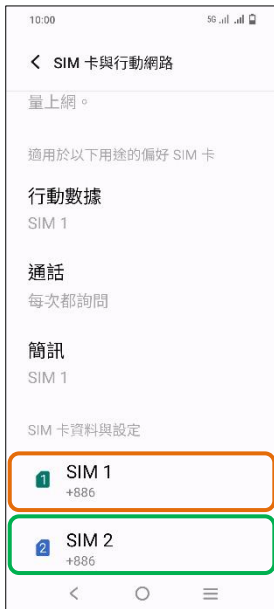 10:00
5G
SIM 卡與行動網路
量上網。
適用於以下用途的偏好 SIM 卡
行動數據
SIM 1
通話
每次都詢問
簡訊
SIM 1
SIM 卡資料與設定
1
SIM 1
+886
2
SIM 2
+886